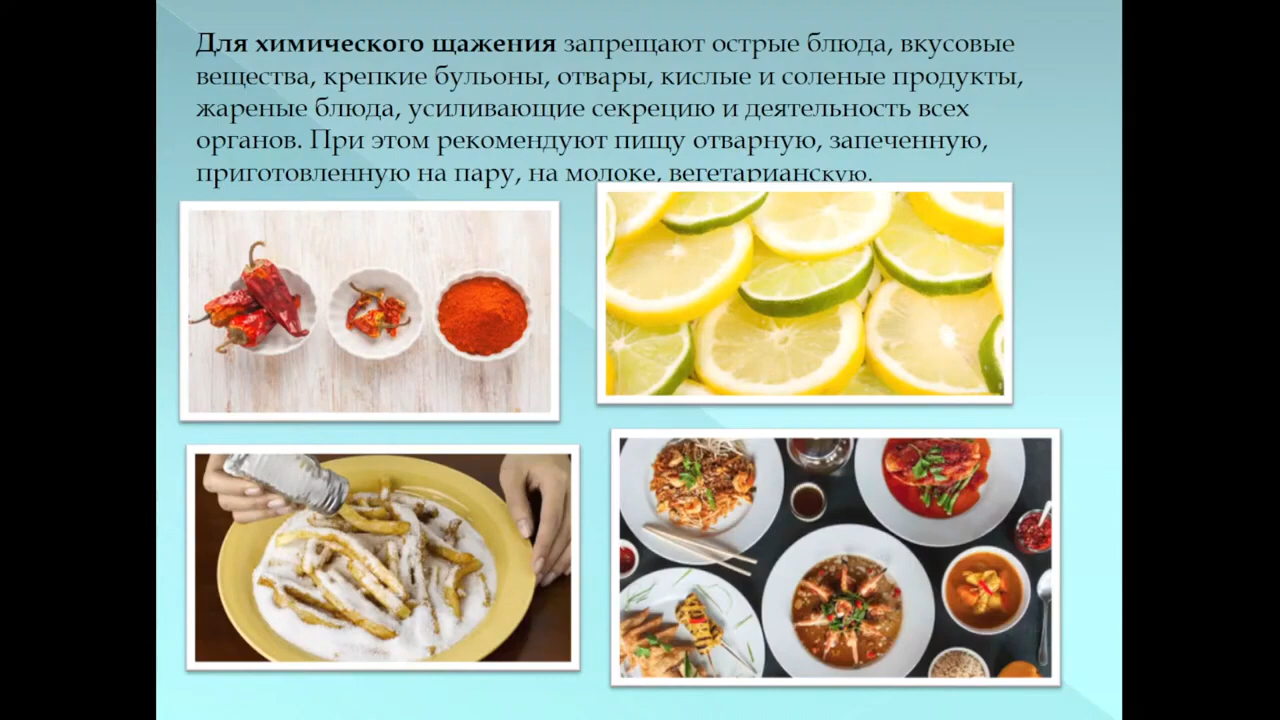 Для химического щажения запрещают острые блюда, вкусовые
вещества, крепкие бульоны, отвары, кислые и соленые продукты,
жареные блюда, усиливающие секрецию и деятельность всех
органов. При этом рекомендуют пищу отварную, запеченную,
приготовленную на пару, на молоке, вегетарианскую.